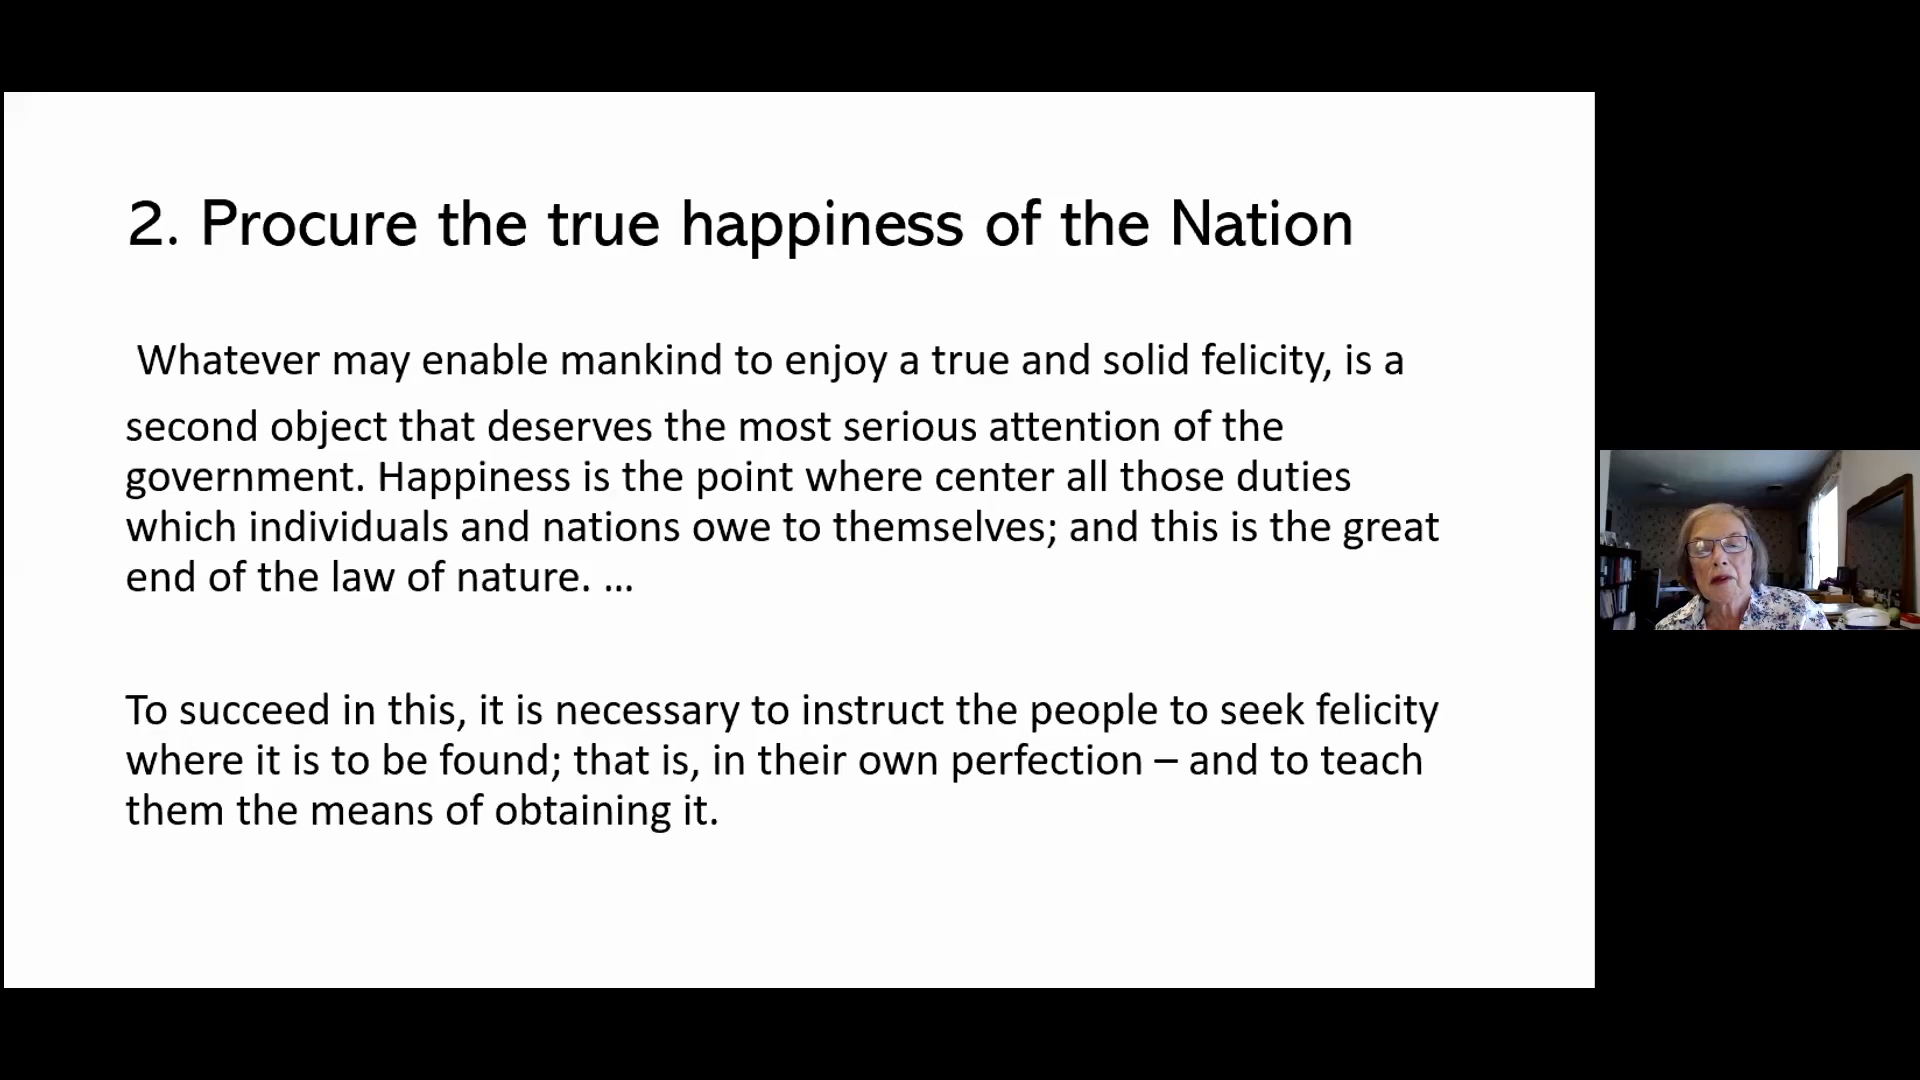 2. Procure the true happiness of the Nation
Whatever may enable mankind to enjoy a true and solid felicity, is a
second object that deserves the most serious attention of the
government. Happiness is the point where center all those duties
which individuals and nations owe to themselves; and this is the great
end of the law of nature. ...
To succeed in this, it is necessary to instruct the people to seek felicity
where it is to be found; that is, in their own perfection – and to teach
them the means of obtaining it.